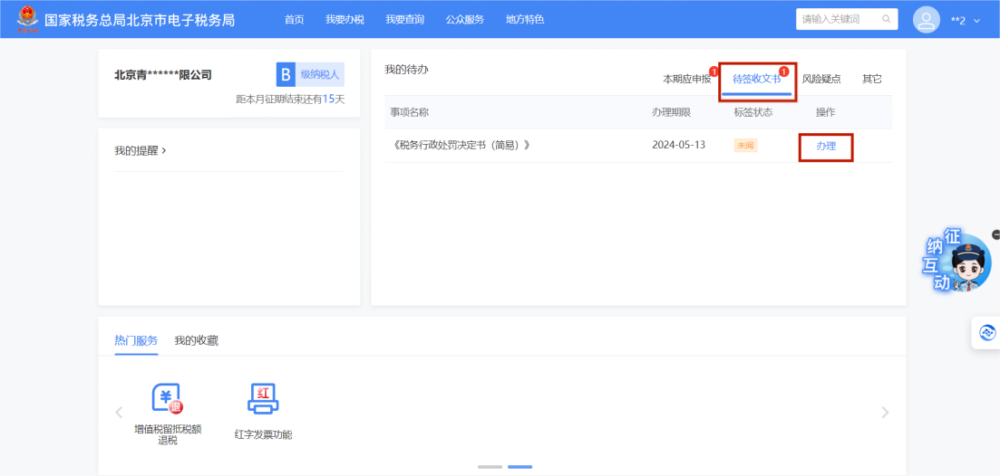 国家税务总局北京市电子税务局
首页 我要办税 我要查询 公众服务 地方特色
请输入关键词
**2
北京青******限公司
B 级纳税人
距本月征期结束还有15天
我的提醒
我的待办
本期应申报 1 待签收文书 1 风险疑点 其它
事项名称 办理期限 标签状态 操作
《税务行政处罚决定书（简易）》 2024-05-13 未阅 办理
征
纳
互
动
热门服务 我的收藏
退
增值税留抵税额
退税
红
红字发票功能